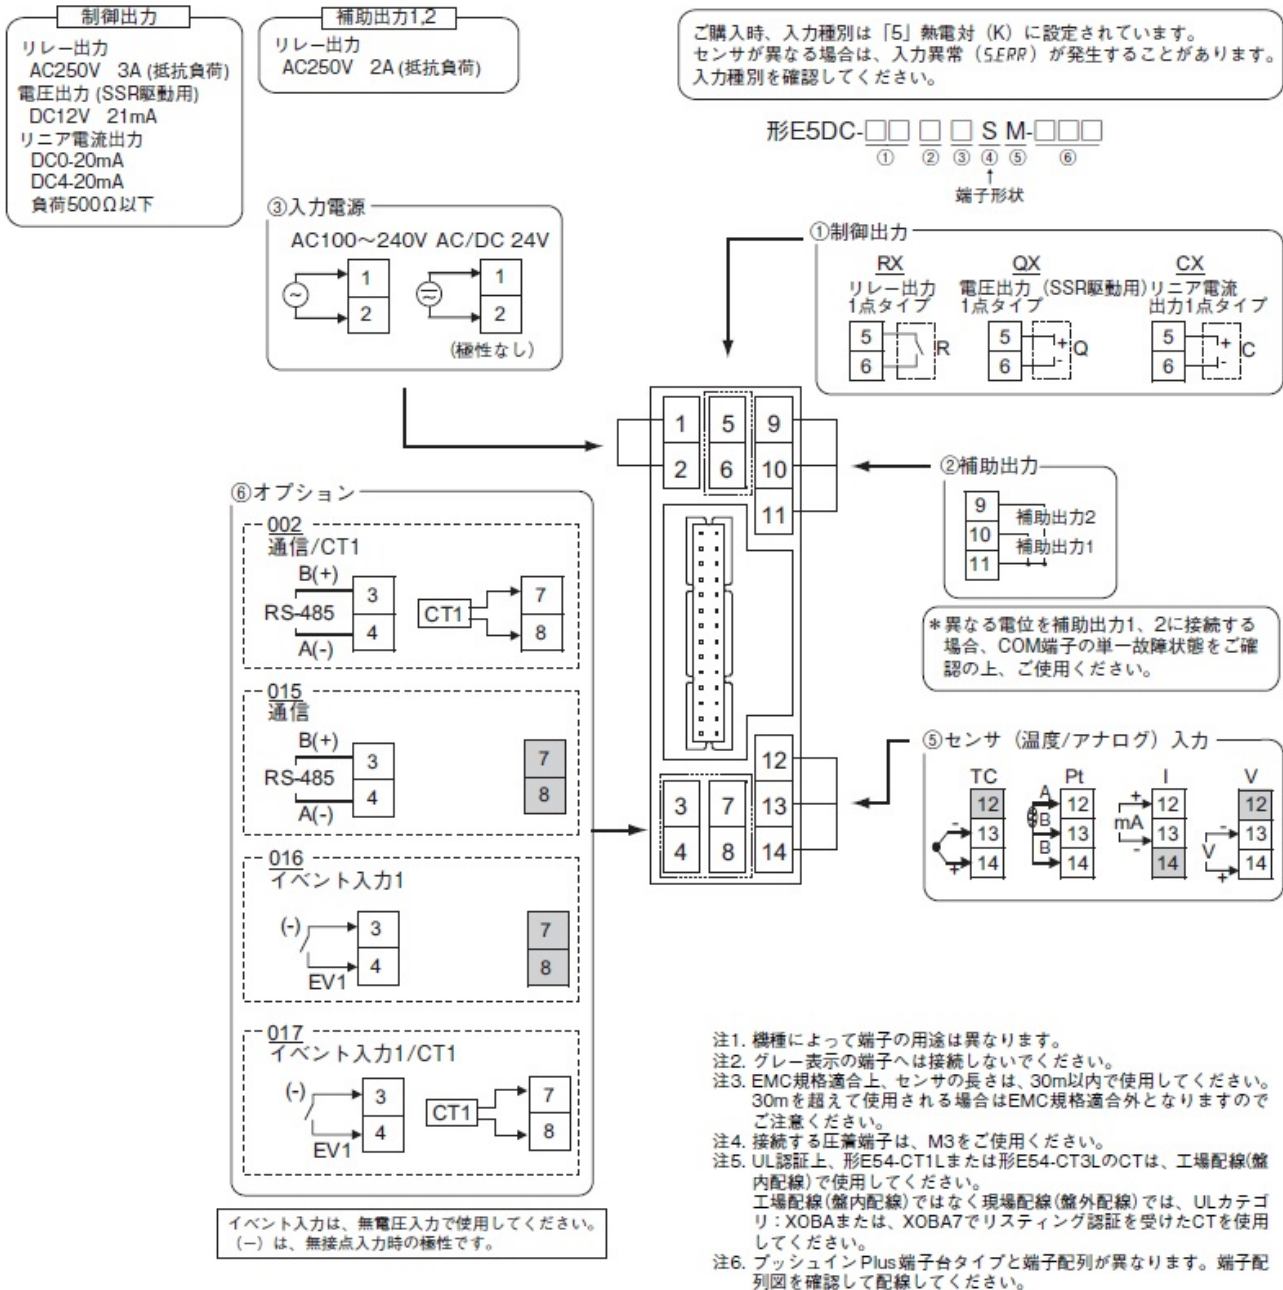 制御出力
リレー出力
AC250V 3A (抵抗負荷)
電圧出力 (SSR駆動用)
DC12V 21mA
リニア電流出力
DC0-20mA
DC4-20mA
負荷500Ω以下
補助出力1,2
リレー出力
AC250V 2A (抵抗負荷)
ご購入時、入力種別は「5」熱電対（K）に設定されています。
センサが異なる場合は、入力異常（S.ERR）が発生することがあります。
入力種別を確認してください。
形E5DC-□□ □ □ S M-□□□
① ② ③ ④ ⑤ ⑥
↑
端子形状
③入力電源
AC100～240V AC/DC 24V
1 1
2 2
(極性なし)
①制御出力
RX QX CX
リレー出力 電圧出力（SSR駆動用）リニア電流
1点タイプ 1点タイプ 出力1点タイプ
5 5 + 5 +
R Q C
6 6 - 6 -
1 5 9
2 6 10
11
12
3 7 13
4 8 14
②補助出力
9
補助出力2
10
補助出力1
11
＊異なる電位を補助出力1、2に接続する
場合、COM端子の単一故障状態をご確
認の上、ご使用ください。
⑥オプション
002
通信/CT1
B(+) 3 7
RS-485 CT1
A(-) 4 8
015
通信
B(+) 3 7
RS-485
A(-) 4 8
016
イベント入力1
(-) 3 7
EV1 4 8
017
イベント入力1/CT1
(-) 3 7
CT1
EV1 4 8
イベント入力は、無電圧入力で使用してください。
（－）は、無接点入力時の極性です。
⑤センサ（温度/アナログ）入力
TC Pt I V
12 A 12 + 12 12
- 13 B 13 mA 13 - 13
+ 14 B 14 - 14 V + 14
注1. 機種によって端子の用途は異なります。
注2. グレー表示の端子へは接続しないでください。
注3. EMC規格適合上、センサの長さは、30m以内で使用してください。
30mを超えて使用される場合はEMC規格適合外となりますので
ご注意ください。
注4. 接続する圧着端子は、M3をご使用ください。
注5. UL認証上、形E54-CT1Lまたは形E54-CT3LのCTは、工場配線(盤
内配線)で使用してください。
工場配線(盤内配線)ではなく現場配線(盤外配線)では、ULカテゴ
リ：XOBAまたは、XOBA7でリスティング認証を受けたCTを使用
してください。
注6. プッシュインPlus端子台タイプと端子配列が異なります。端子配
列図を確認して配線してください。